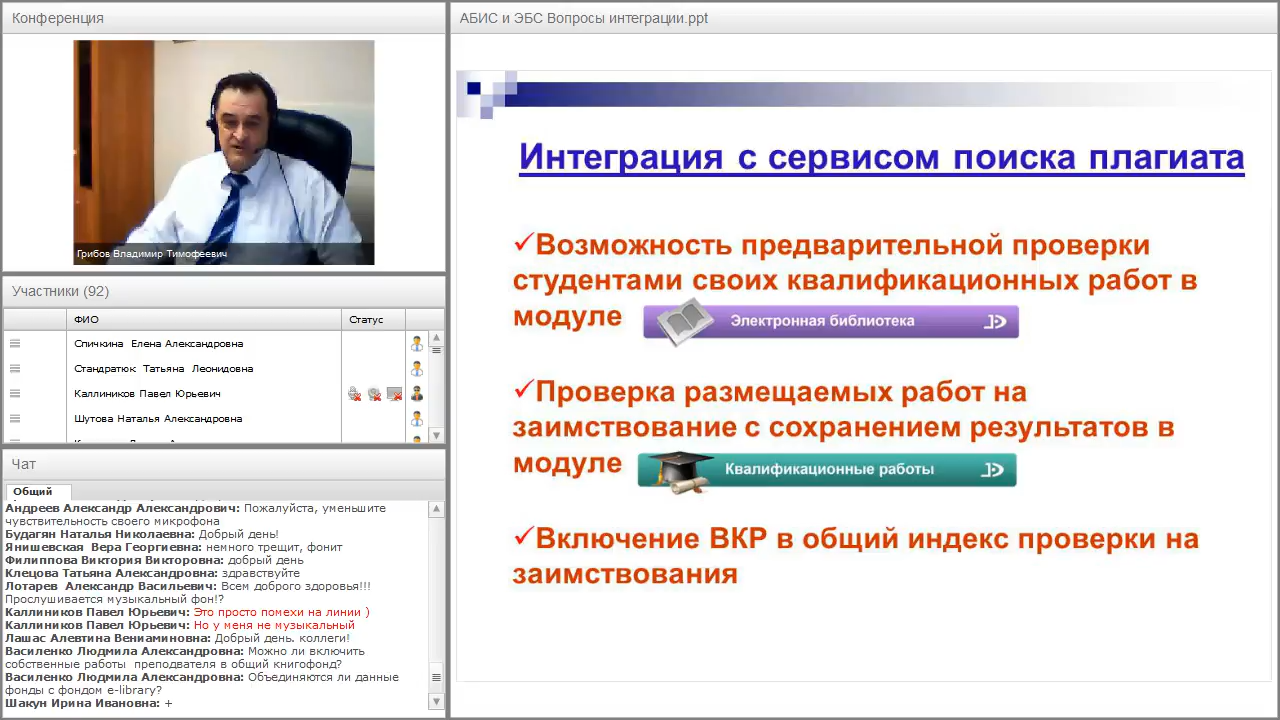 Конференция
Грибов Владимир Тимофеевич
Участники (92)
ФИО
Статус
Спичкина Елена Александровна
Стандратюк Татьяна Леонидовна
Каллиников Павел Юрьевич
Шутова Наталья Александровна
Чат
Общий
Андреев Александр Александрович: Пожалуйста, уменьшите
чувствительность своего микрофона
Будагян Наталья Николаевна: Добрый день!
Янишевская Вера Георгиевна: немного трещит, фонит
Филиппова Виктория Викторовна: добрый день
Клецова Татьяна Александровна: здравствуйте
Лотарев Александр Васильевич: Всем доброго здоровья!!!
Прослушивается музыкальный фон!?
Каллиников Павел Юрьевич: Это просто помехи на линии )
Каллиников Павел Юрьевич: Но у меня не музыкальный
Лашас Алевтина Вениаминовна: Добрый день. коллеги!
Василенко Людмила Александровна: Можно ли включить
собственные работы преподвателя в общий книгофонд?
Василенко Людмила Александровна: Объединяются ли данные
фонды с фондом e-library?
Шакун Ирина Ивановна: +
АБИС и ЭБС Вопросы интеграции.ppt
Интеграция с сервисом поиска плагиата
Возможность предварительной проверки
студентами своих квалификационных работ в
модуле Электронная библиотека
Проверка размещаемых работ на
заимствование с сохранением результатов в
модуле Квалификационные работы
Включение ВКР в общий индекс проверки на
заимствования